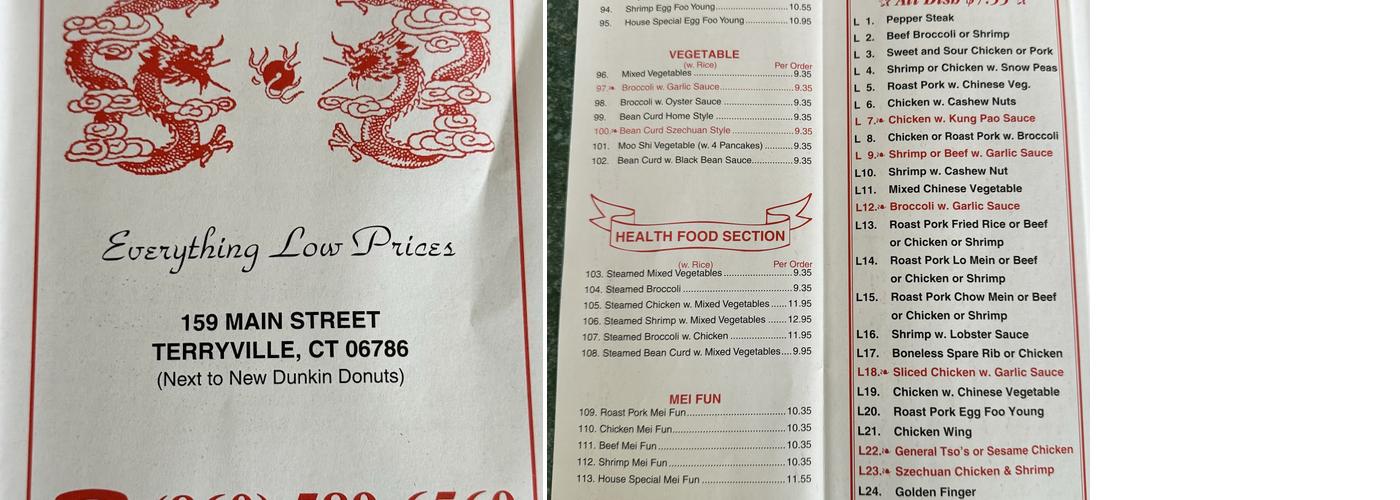 Everything Low Prices
159 MAIN STREET
TERRYVILLE, CT 06786
(Next to New Dunkin Donuts)
94. Shrimp Egg Foo Young 10.55
95. House Special Egg Foo Young 10.95
VEGETABLE
(w. Rice) Per Order
96. Mixed Vegetables 9.35
97. Broccoli w. Garlic Sauce 9.35
98. Broccoli w. Oyster Sauce 9.35
99. Bean Curd Home Style 9.35
100. Bean Curd Szechuan Style 9.35
101. Moo Shi Vegetable (w. 4 Pancakes) 9.35
102. Bean Curd w. Black Bean Sauce 9.35
HEALTH FOOD SECTION
(w. Rice) Per Order
103. Steamed Mixed Vegetables 9.35
104. Steamed Broccoli 9.35
105. Steamed Chicken w. Mixed Vegetables 11.95
106. Steamed Shrimp w. Mixed Vegetables 12.95
107. Steamed Broccoli w. Chicken 11.95
108. Steamed Bean Curd w. Mixed Vegetables 9.95
MEI FUN
109. Roast Pork Mei Fun 10.35
110. Chicken Mei Fun 10.35
111. Beef Mei Fun 10.35
112. Shrimp Mei Fun 10.35
113. House Special Mei Fun 11.55
L 1. Pepper Steak
L 2. Beef Broccoli or Shrimp
L 3. Sweet and Sour Chicken or Pork
L 4. Shrimp or Chicken w. Snow Peas
L 5. Roast Pork w. Chinese Veg.
L 6. Chicken w. Cashew Nuts
L 7. Chicken w. Kung Pao Sauce
L 8. Chicken or Roast Pork w. Broccoli
L 9. Shrimp or Beef w. Garlic Sauce
L10. Shrimp w. Cashew Nut
L11. Mixed Chinese Vegetable
L12. Broccoli w. Garlic Sauce
L13. Roast Pork Fried Rice or Beef
or Chicken or Shrimp
L14. Roast Pork Lo Mein or Beef
or Chicken or Shrimp
L15. Roast Pork Chow Mein or Beef
or Chicken or Shrimp
L16. Shrimp w. Lobster Sauce
L17. Boneless Spare Rib or Chicken
L18. Sliced Chicken w. Garlic Sauce
L19. Chicken w. Chinese Vegetable
L20. Roast Pork Egg Foo Young
L21. Chicken Wing
L22. General Tso's or Sesame Chicken
L23. Szechuan Chicken & Shrimp
L24. Golden Finger